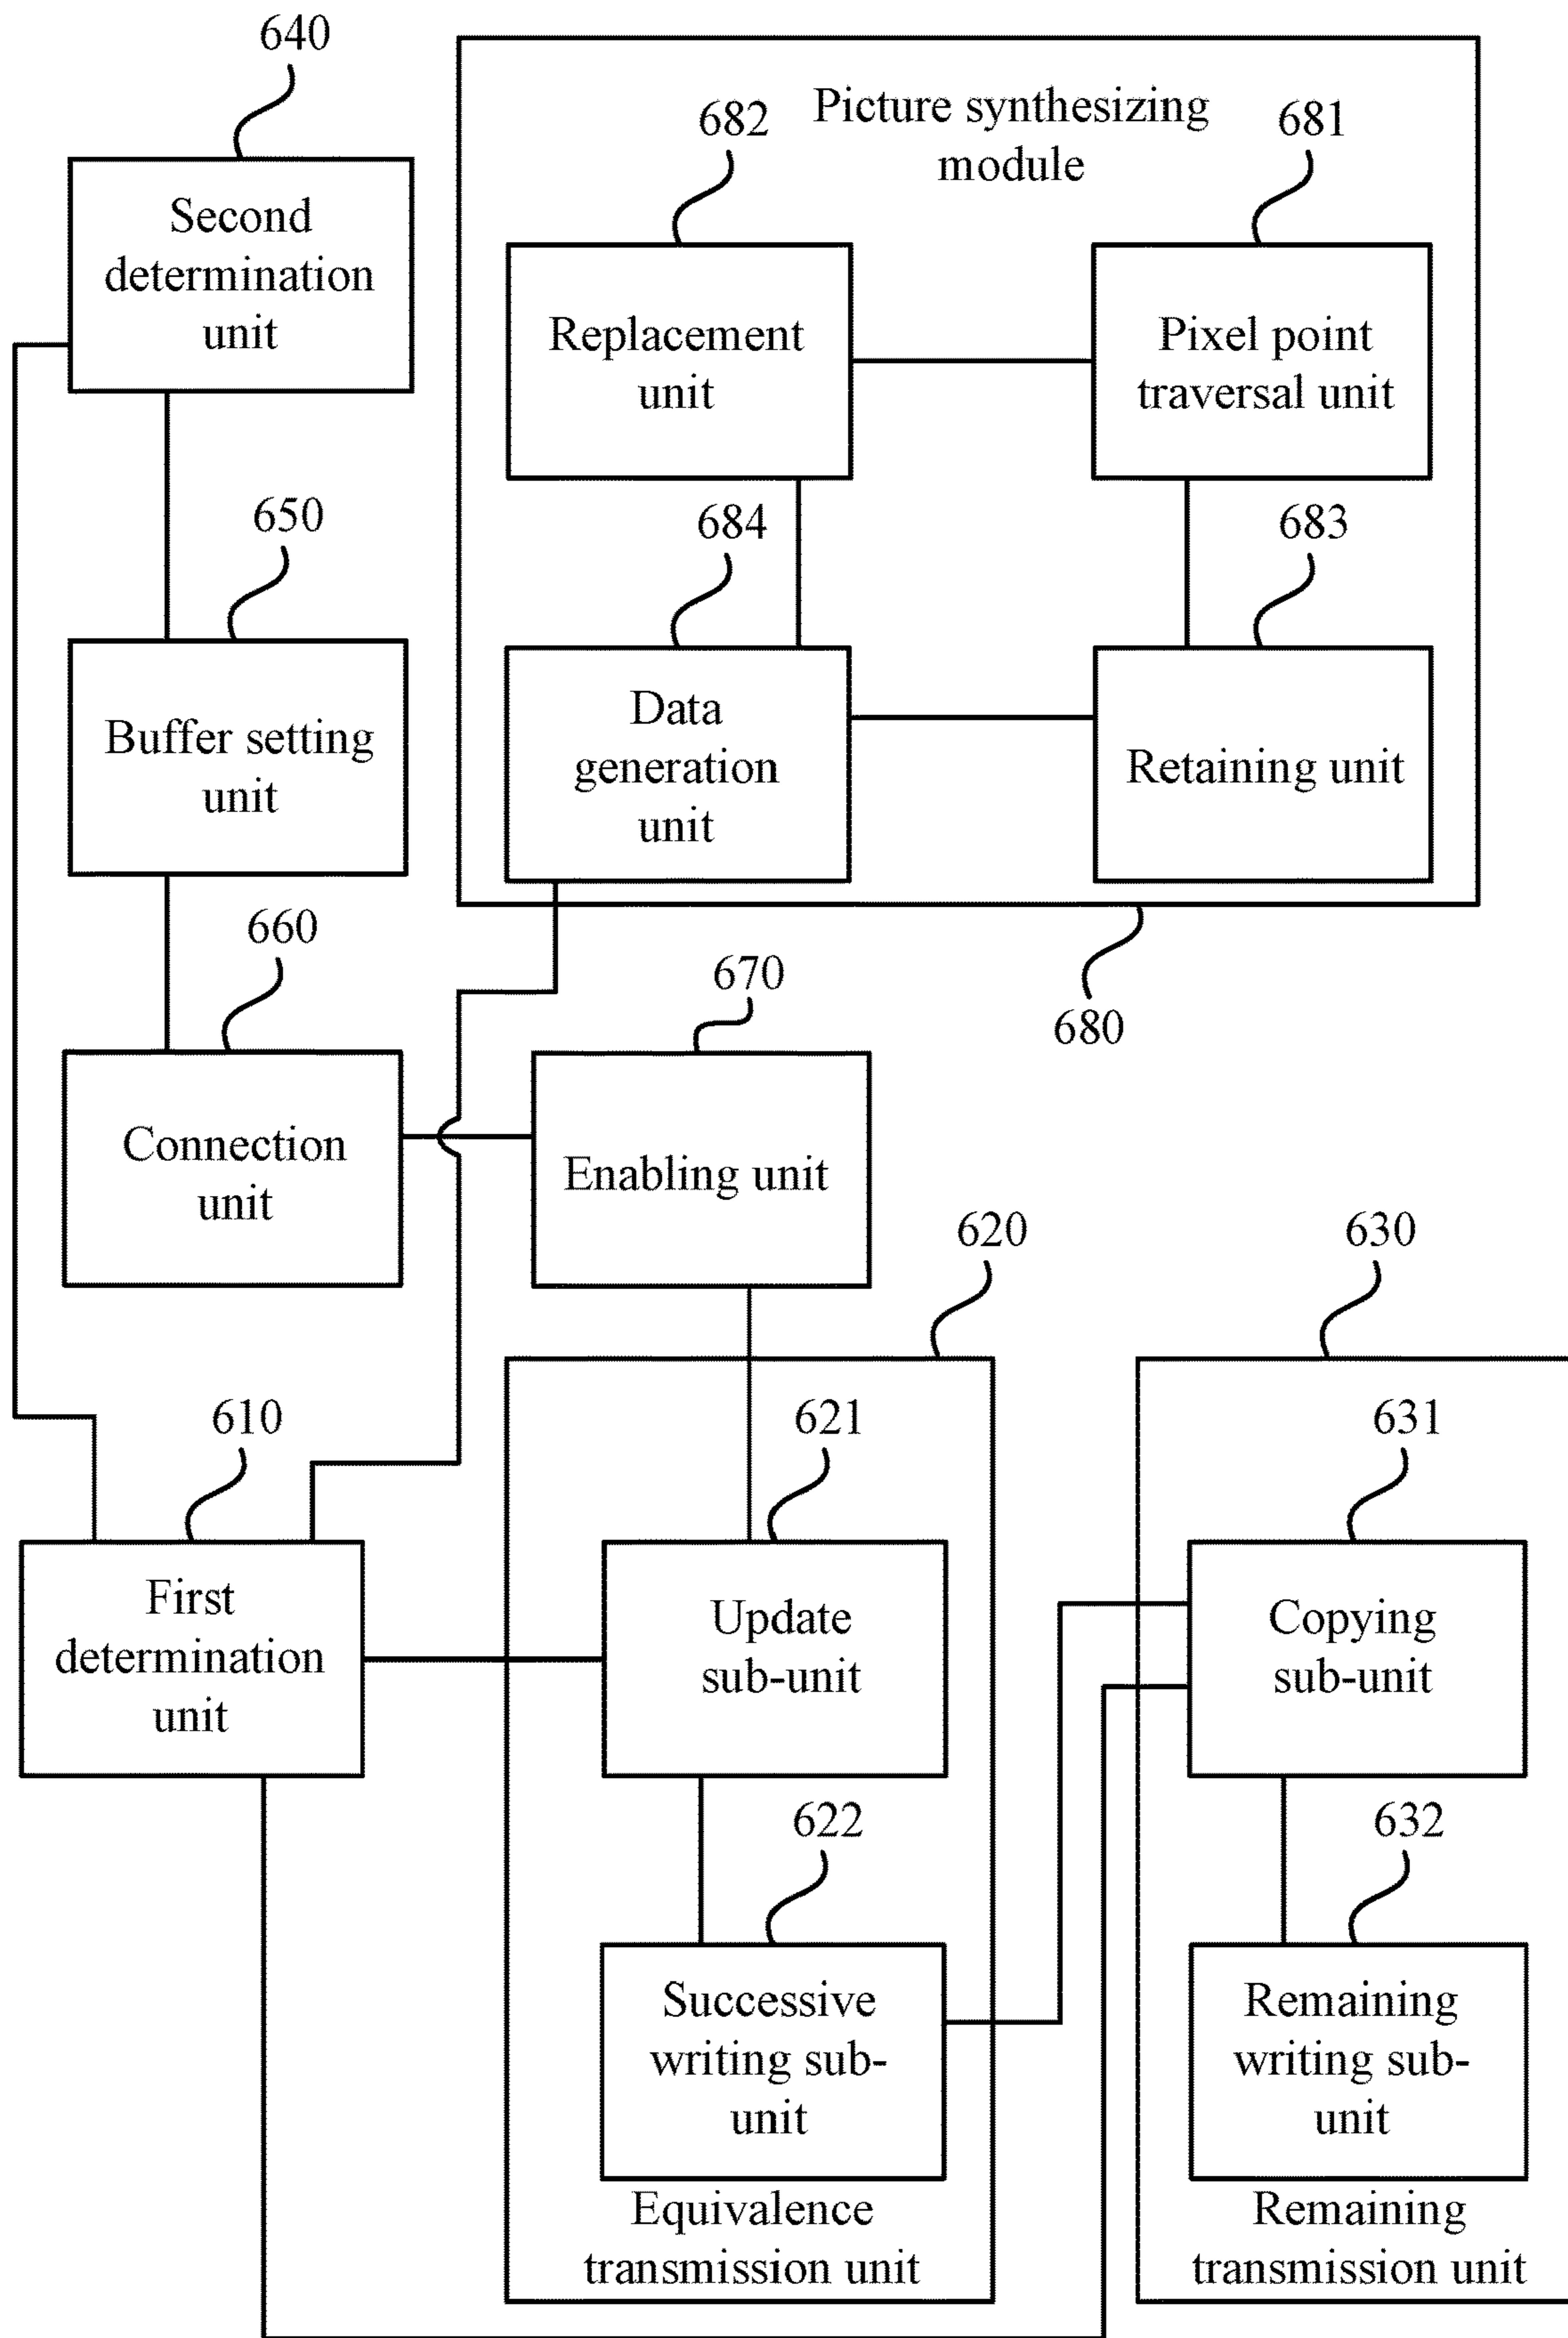 640
Second
determination
unit
Picture synthesizing
module
682
681
Replacement
unit
Pixel point
traversal unit
650
684
683
Buffer setting
unit
Data
generation
unit
Retaining unit
660
670
680
Connection
unit
Enabling unit
620
630
610
621
631
First
determination
unit
Update
sub-unit
Copying
sub-unit
622
632
Successive
writing sub-
unit
Remaining
writing sub-
unit
Equivalence
transmission unit
Remaining
transmission unit